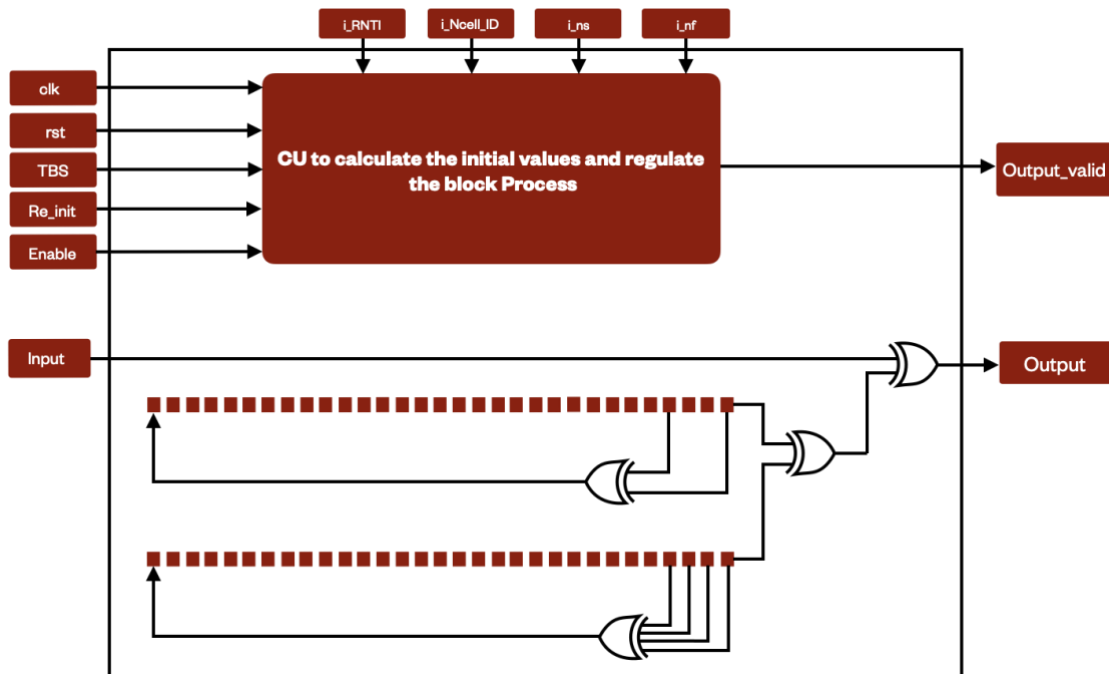 i_RNTI
i_Ncell_ID
i_ns
i_nf
clk
rst
TBS
Re_init
Enable
CU to calculate the initial values and regulate
the block Process
Output_valid
Input
Output